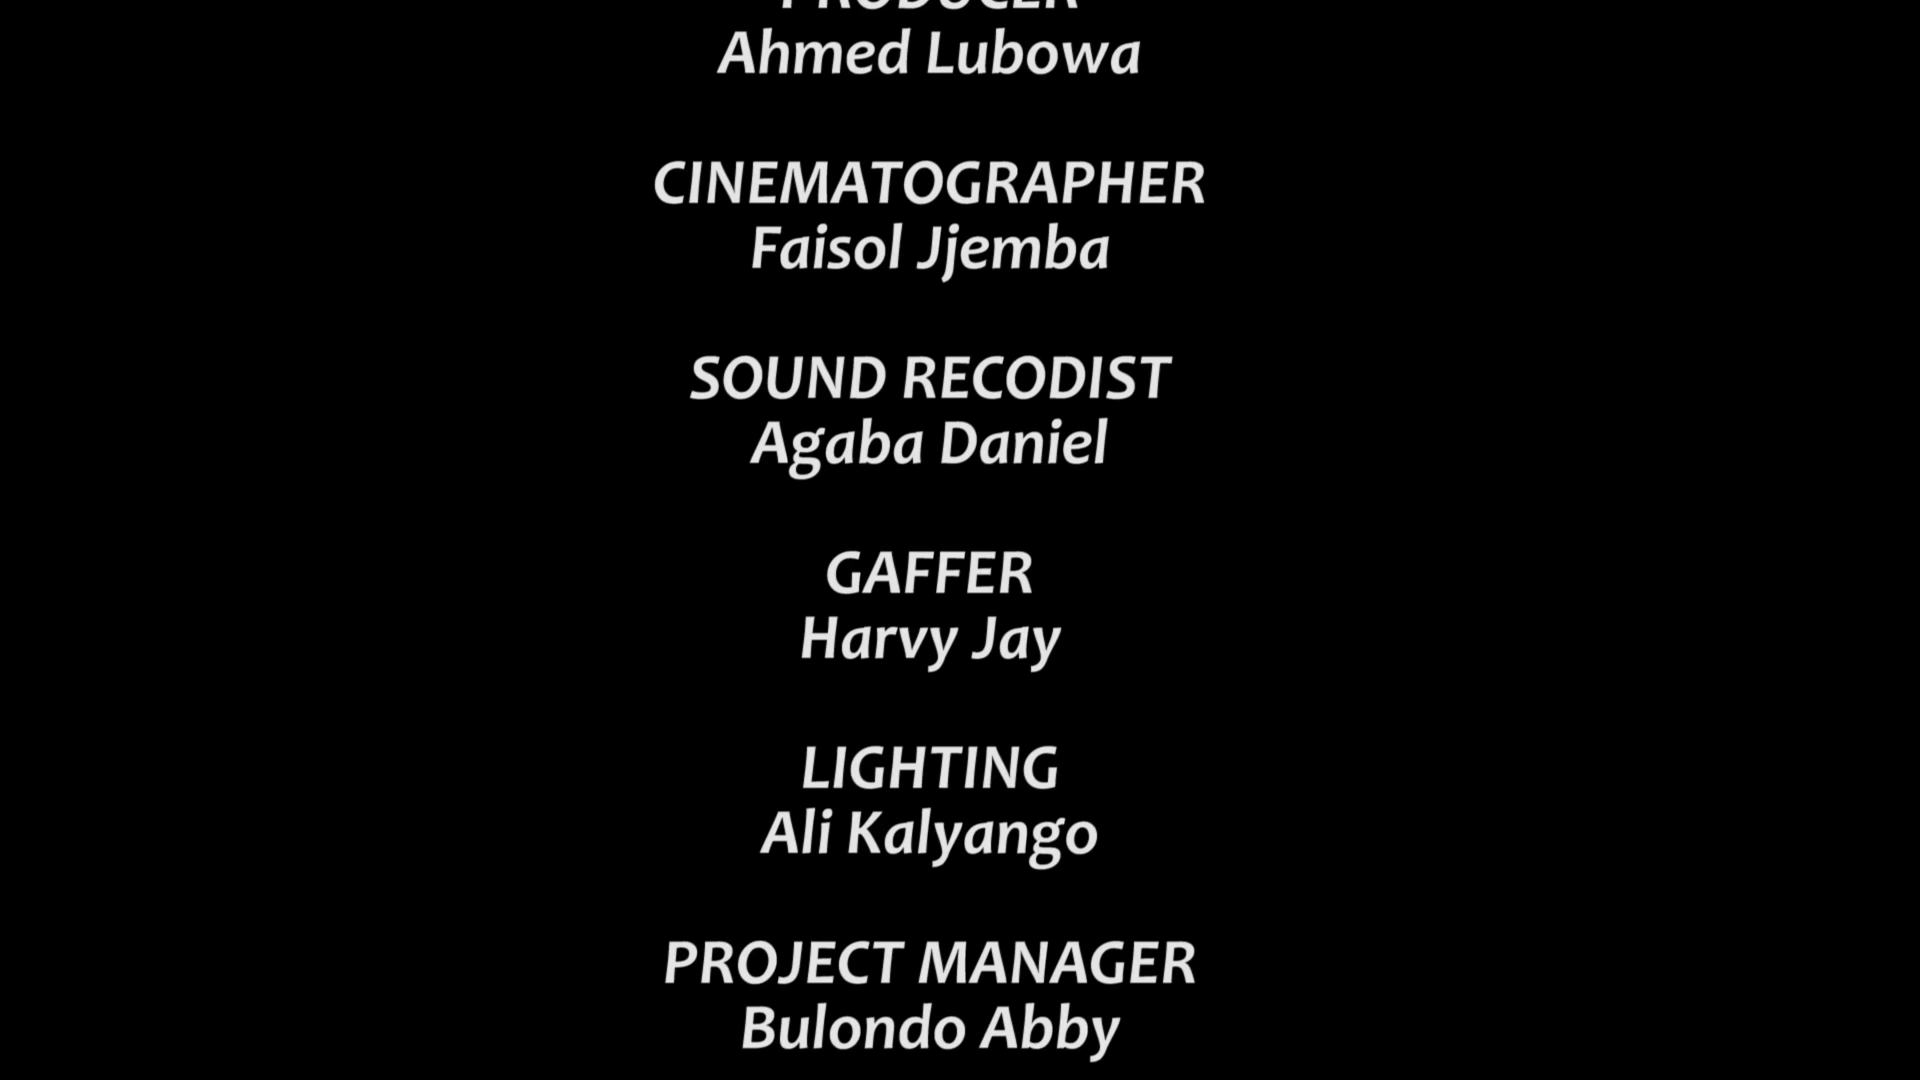 PRODUCER
Ahmed Lubowa
CINEMATOGRAPHER
Faisol Jjemba
SOUND RECODIST
Agaba Daniel
GAFFER
Harvy Jay
LIGHTING
Ali Kalyango
PROJECT MANAGER
Bulondo Abby